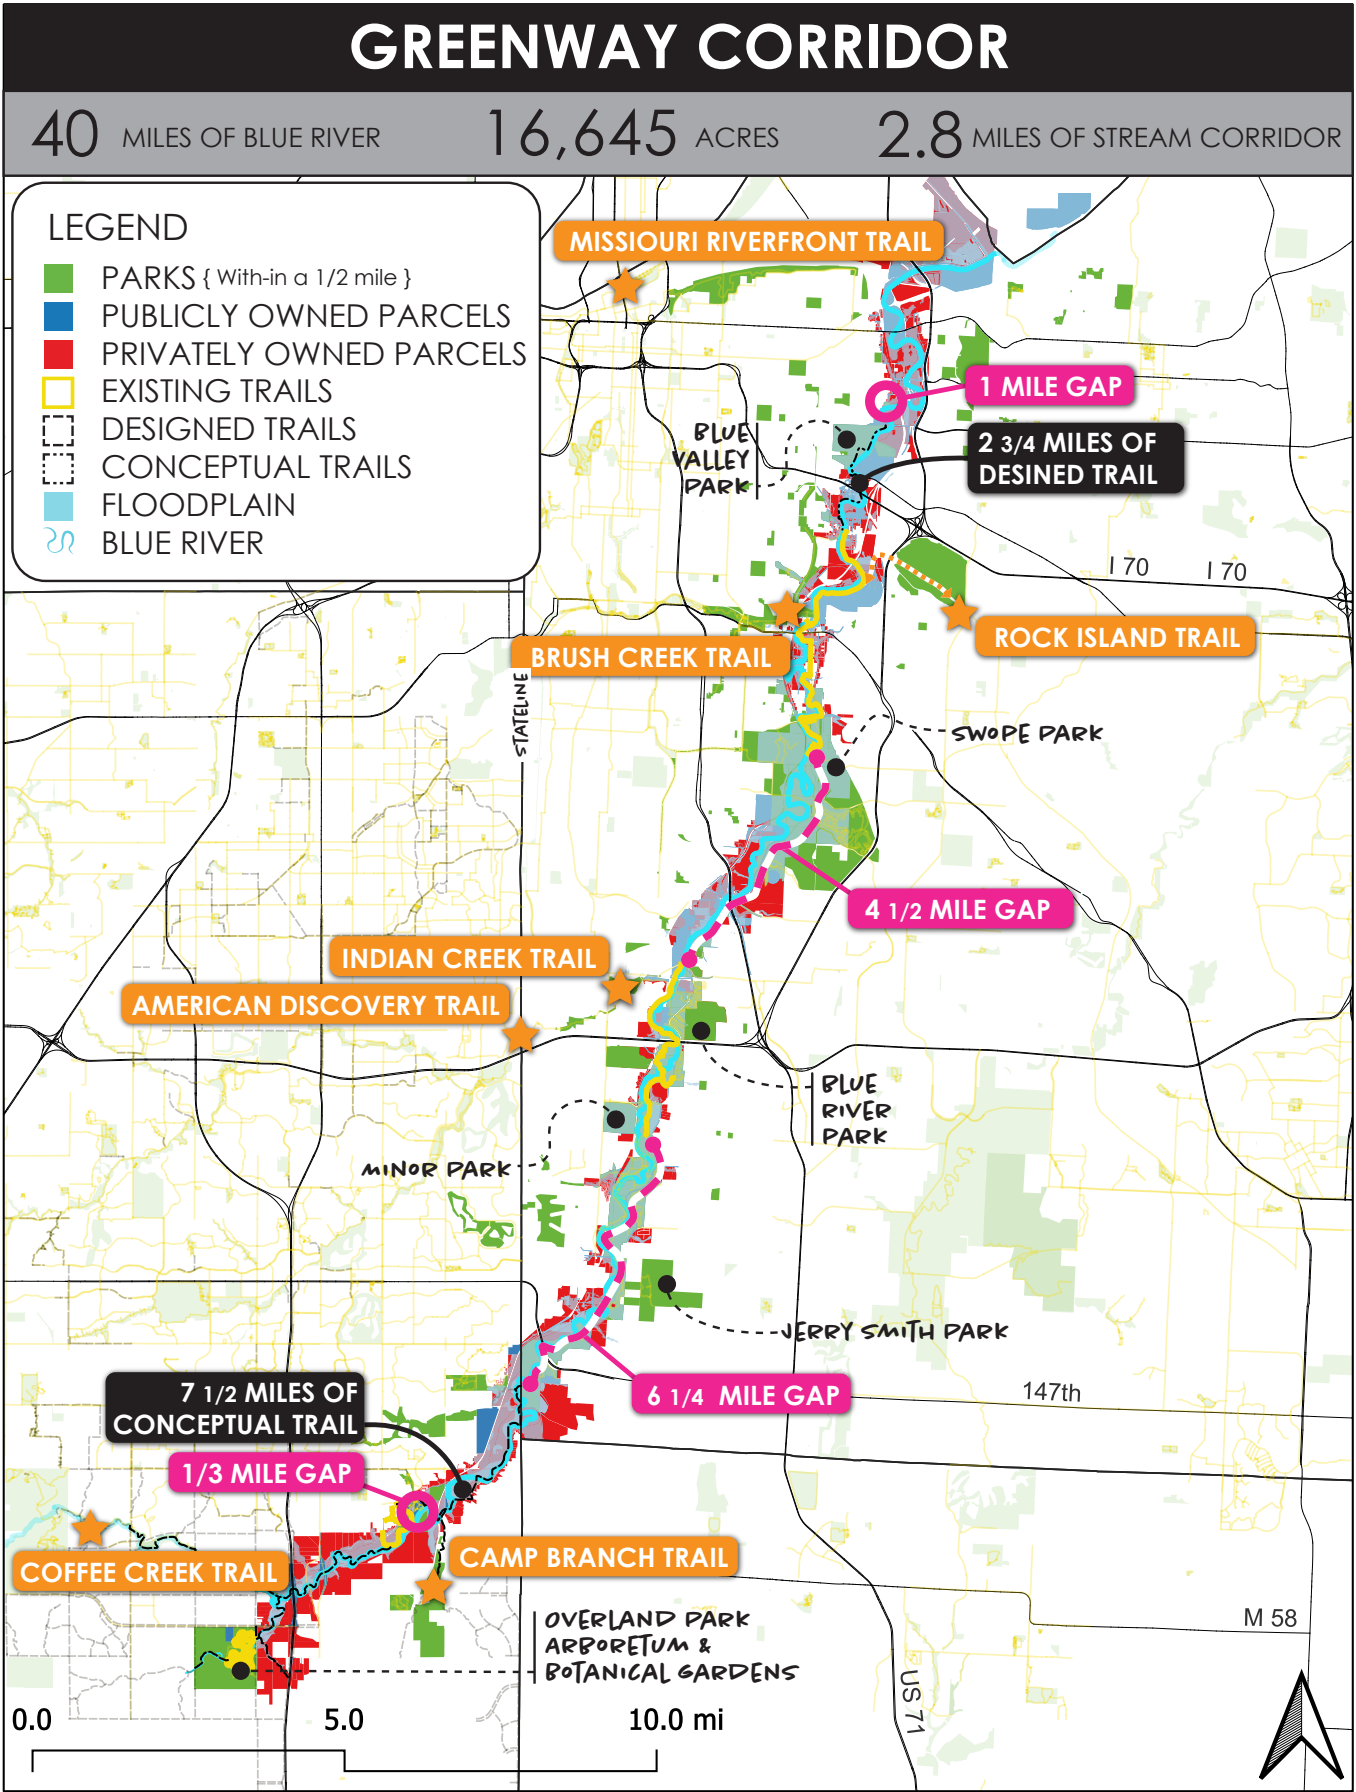 GREENWAY CORRIDOR
40 MILES OF BLUE RIVER
16,645 ACRES
2.8 MILES OF STREAM CORRIDOR
LEGEND
PARKS { With-in a 1/2 mile }
PUBLICLY OWNED PARCELS
PRIVATELY OWNED PARCELS
EXISTING TRAILS
DESIGNED TRAILS
CONCEPTUAL TRAILS
FLOODPLAIN
BLUE RIVER
MISSOURI RIVERFRONT TRAIL
1 MILE GAP
BLUE
VALLEY
PARK
2 3/4 MILES OF
DESINED TRAIL
I 70
I 70
ROCK ISLAND TRAIL
BRUSH CREEK TRAIL
STATELINE
SWOPE PARK
4 1/2 MILE GAP
INDIAN CREEK TRAIL
AMERICAN DISCOVERY TRAIL
BLUE
RIVER
PARK
MINOR PARK
JERRY SMITH PARK
7 1/2 MILES OF
CONCEPTUAL TRAIL
6 1/4 MILE GAP
147th
1/3 MILE GAP
COFFEE CREEK TRAIL
CAMP BRANCH TRAIL
OVERLAND PARK
ARBORETUM &
BOTANICAL GARDENS
M 58
US 71
0.0
5.0
10.0 mi